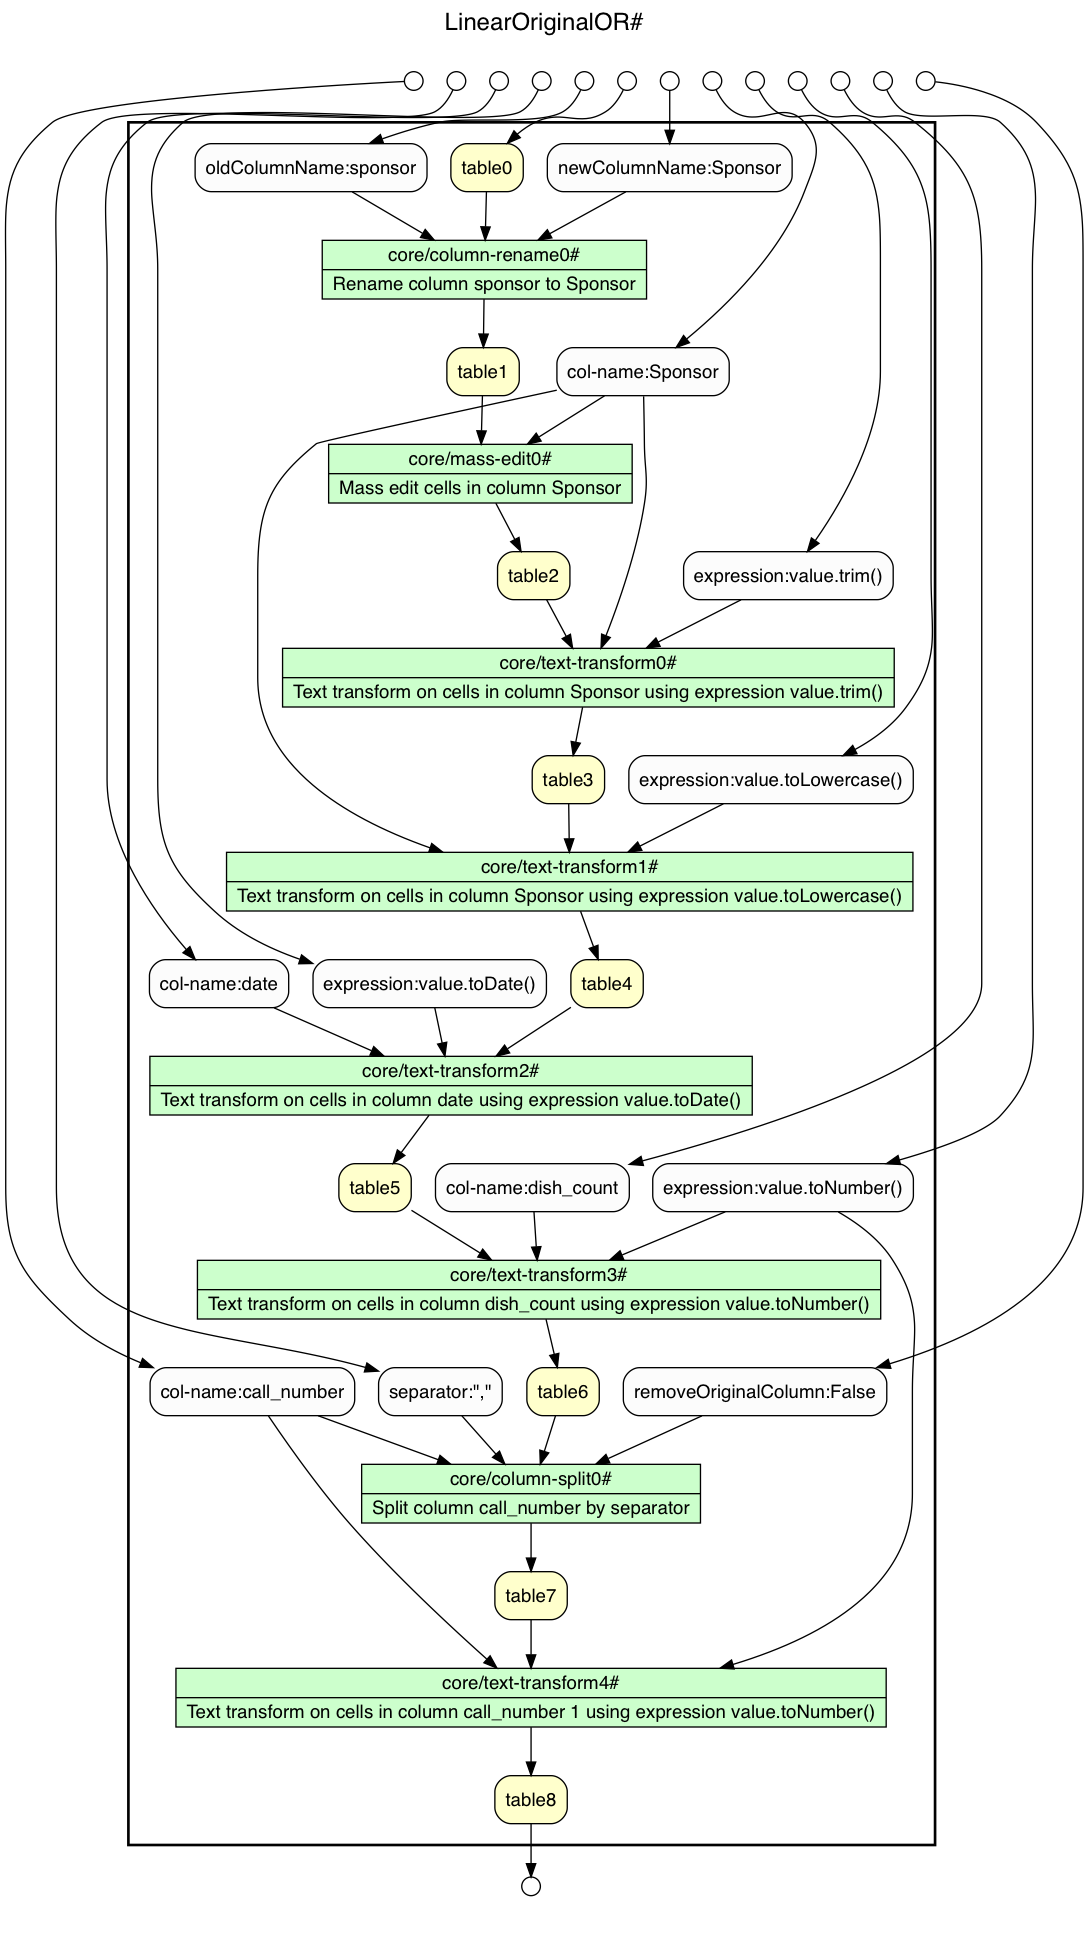 LinearOriginalOR#
oldColumnName:sponsor
table0
newColumnName:Sponsor
core/column-rename0#
Rename column sponsor to Sponsor
table1
col-name:Sponsor
core/mass-edit0#
Mass edit cells in column Sponsor
table2
expression:value.trim()
core/text-transform0#
Text transform on cells in column Sponsor using expression value.trim()
table3
expression:value.toLowercase()
core/text-transform1#
Text transform on cells in column Sponsor using expression value.toLowercase()
col-name:date
expression:value.toDate()
table4
core/text-transform2#
Text transform on cells in column date using expression value.toDate()
table5
col-name:dish_count
expression:value.toNumber()
core/text-transform3#
Text transform on cells in column dish_count using expression value.toNumber()
col-name:call_number
separator:","
table6
removeOriginalColumn:False
core/column-split0#
Split column call_number by separator
table7
core/text-transform4#
Text transform on cells in column call_number 1 using expression value.toNumber()
table8